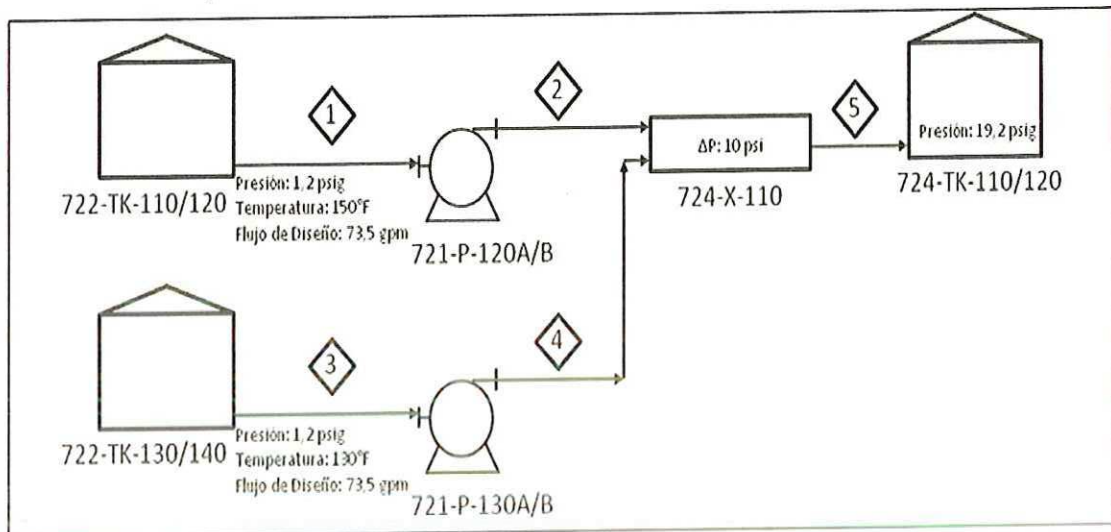 1
2
5
ΔP: 10 psi
Presión: 19,2 psig
722-TK-110/120
Presión: 1,2 psig
Temperatura: 150°F
Flujo de Diseño: 73,5 gpm
721-P-120A/B
724-X-110
724-TK-110/120
3
4
722-TK-130/140
Presión: 1,2 psig
Temperatura: 130°F
Flujo de Diseño: 73,5 gpm
721-P-130A/B